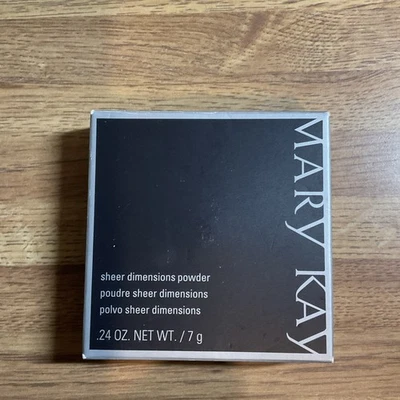 MARY KAY
sheer dimensions powder
poudre sheer dimensions
polvo sheer dimensions
.24 OZ. NET WT. / 7 g